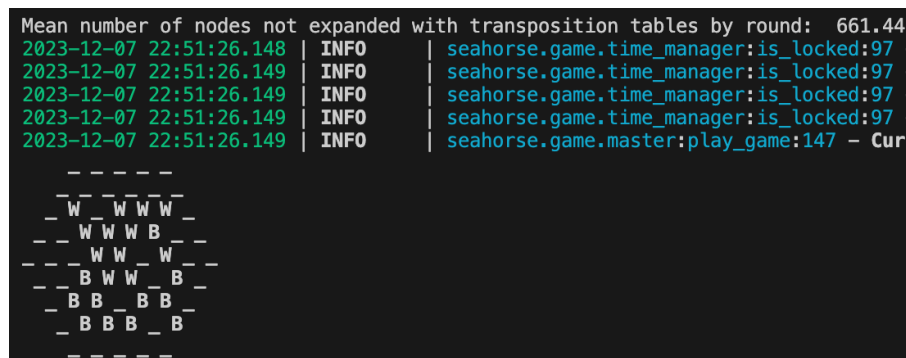 Mean number of nodes not expanded with transposition tables by round:  661.44
2023-12-07 22:51:26.148 | INFO     | seahorse.game.time_manager:is_locked:97
2023-12-07 22:51:26.149 | INFO     | seahorse.game.time_manager:is_locked:97
2023-12-07 22:51:26.149 | INFO     | seahorse.game.time_manager:is_locked:97
2023-12-07 22:51:26.149 | INFO     | seahorse.game.time_manager:is_locked:97
2023-12-07 22:51:26.149 | INFO     | seahorse.game.master:play_game:147 – Cur
    _ _ _ _ _
   _ _ _ _ _ _
  _ W _ W W W _
 _ _ W W W B _ _
_ _ _ W W _ W _ _
 _ _ B W W _ B _
  _ B B _ B B _
   _ B B B _ B
    _ _ _ _ _